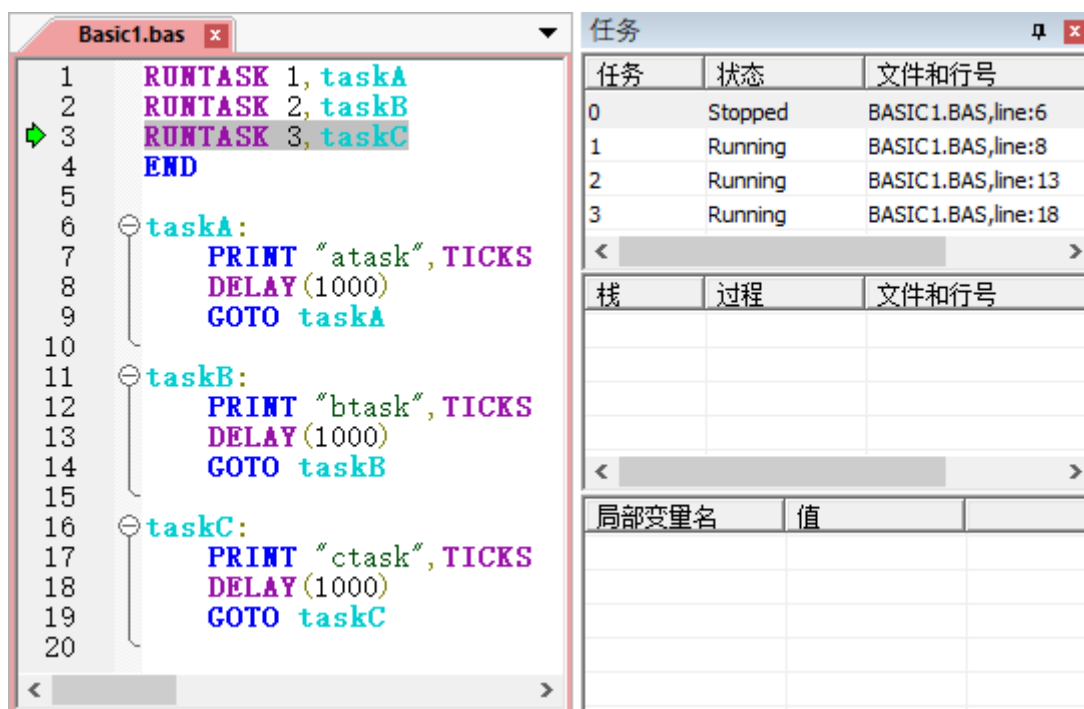 Basic1.bas
1 RUNTASK 1,taskA
2 RUNTASK 2,taskB
3 RUNTASK 3,taskC
4 END
5
6 taskA:
7 PRINT "atask",TICKS
8 DELAY(1000)
9 GOTO taskA
10
11 taskB:
12 PRINT "btask",TICKS
13 DELAY(1000)
14 GOTO taskB
15
16 taskC:
17 PRINT "ctask",TICKS
18 DELAY(1000)
19 GOTO taskC
20
任务
任务 状态 文件和行号
0 Stopped BASIC1.BAS,line:6
1 Running BASIC1.BAS,line:8
2 Running BASIC1.BAS,line:13
3 Running BASIC1.BAS,line:18
栈 过程 文件和行号
局部变量名 值